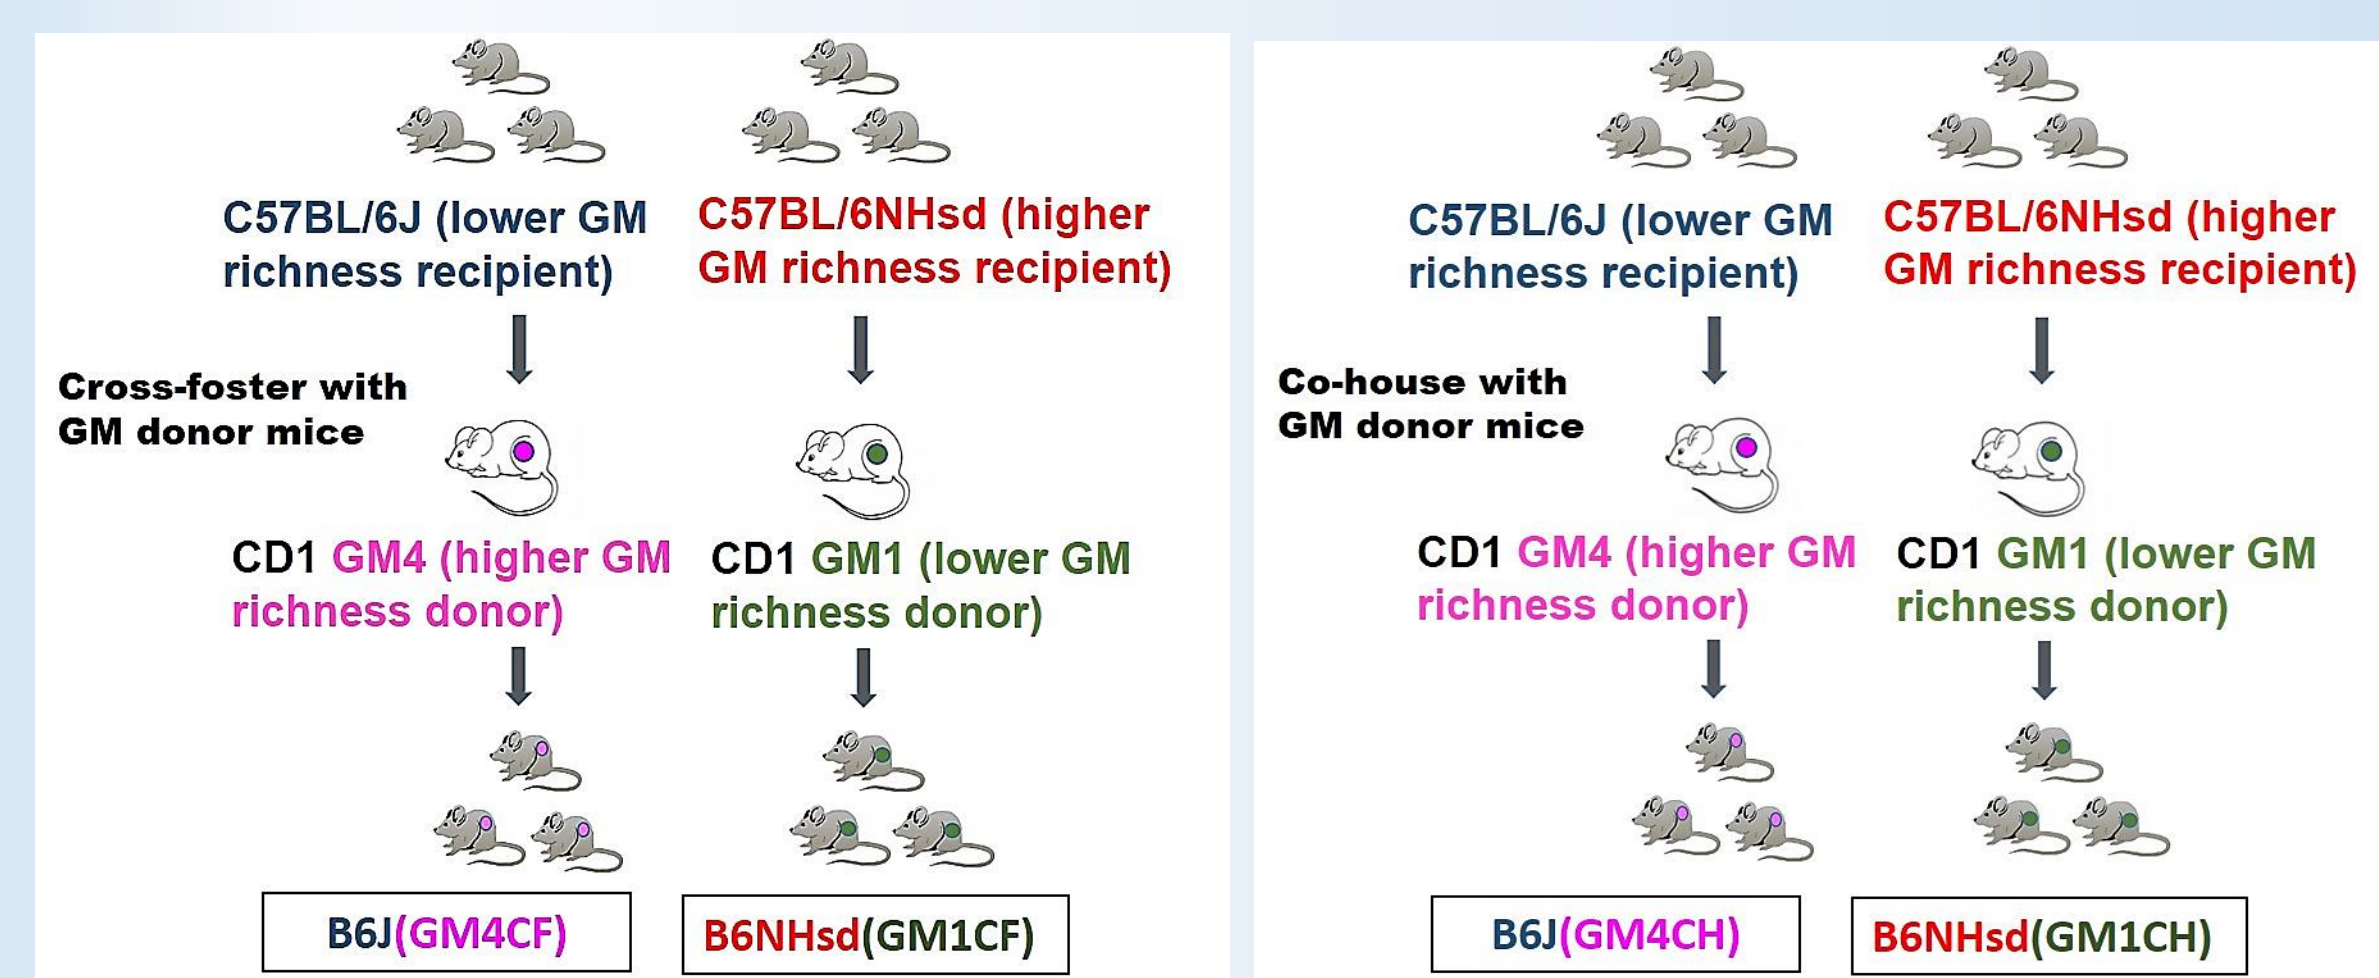 C57BL/6J (lower GM
richness recipient)
C57BL/6NHsd (higher
GM richness recipient)
Cross-foster with
GM donor mice
CD1 GM4 (higher GM
richness donor)
CD1 GM1 (lower GM
richness donor)
B6J(GM4CF)
B6NHsd(GM1CF)
C57BL/6J (lower GM
richness recipient)
C57BL/6NHsd (higher
GM richness recipient)
Co-house with
GM donor mice
CD1 GM4 (higher GM
richness donor)
CD1 GM1 (lower GM
richness donor)
B6J(GM4CH)
B6NHsd(GM1CH)